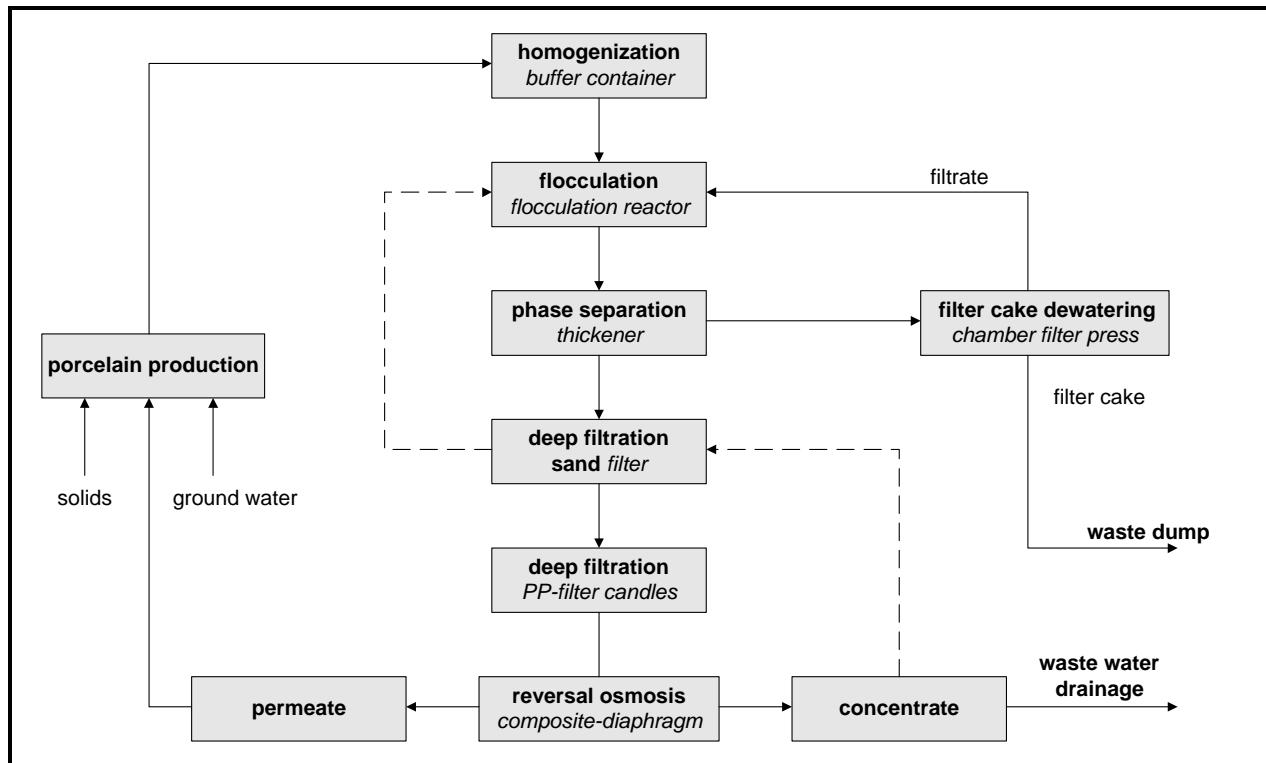 homogenization
buffer container
flocculation
flocculation reactor
filtrate
phase separation
thickener
filter cake dewatering
chamber filter press
porcelain production
filter cake
deep filtration
sand filter
solids
ground water
waste dump
deep filtration
PP-filter candles
waste water
drainage
permeate
reversal osmosis
composite-diaphragm
concentrate